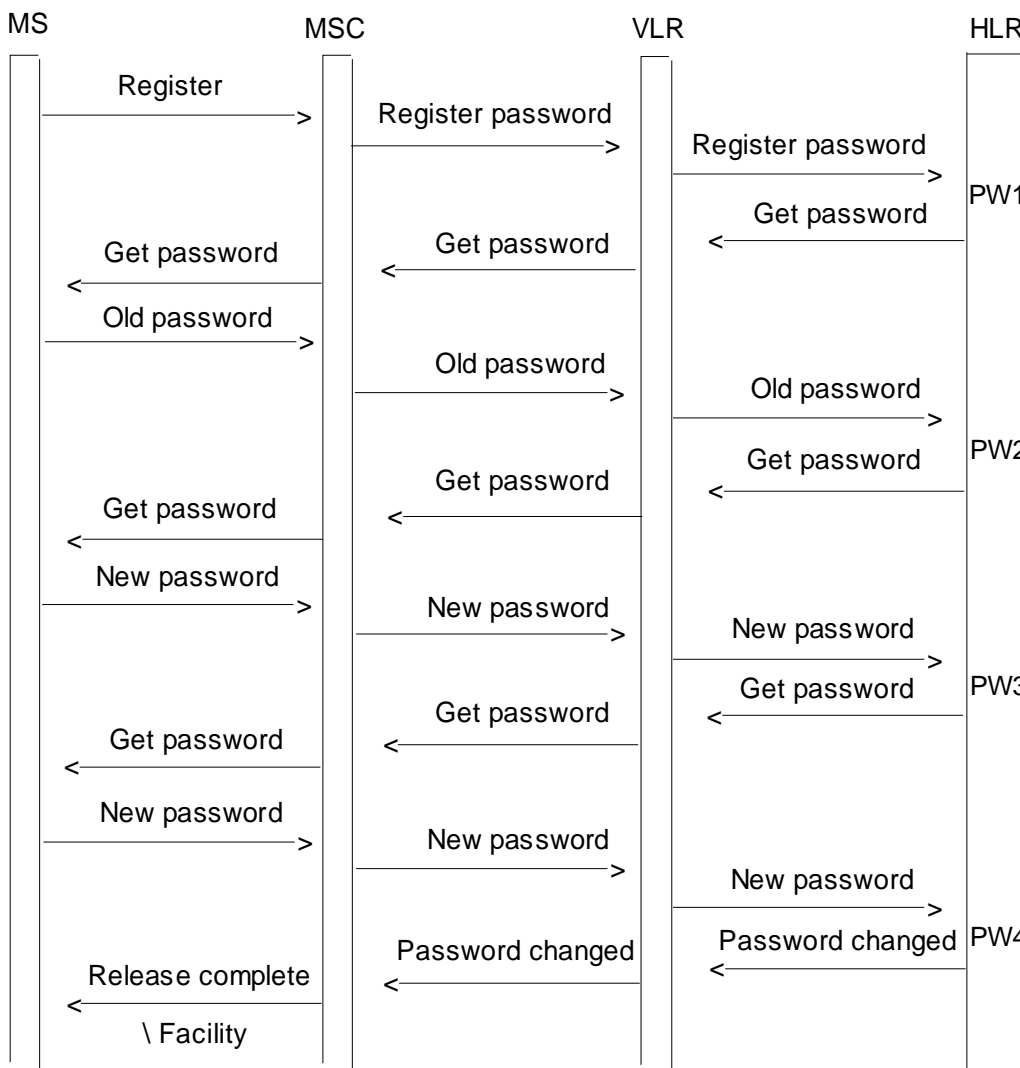 MS
MSC
VLR
HLR
Register
Register password
Register password
PW1
Get password
Get password
Get password
Old password
Old password
Old password
PW2
Get password
Get password
Get password
New password
New password
New password
PW3
Get password
Get password
Get password
New password
New password
New password
PW4
Password changed
Password changed
Release complete
\ Facility